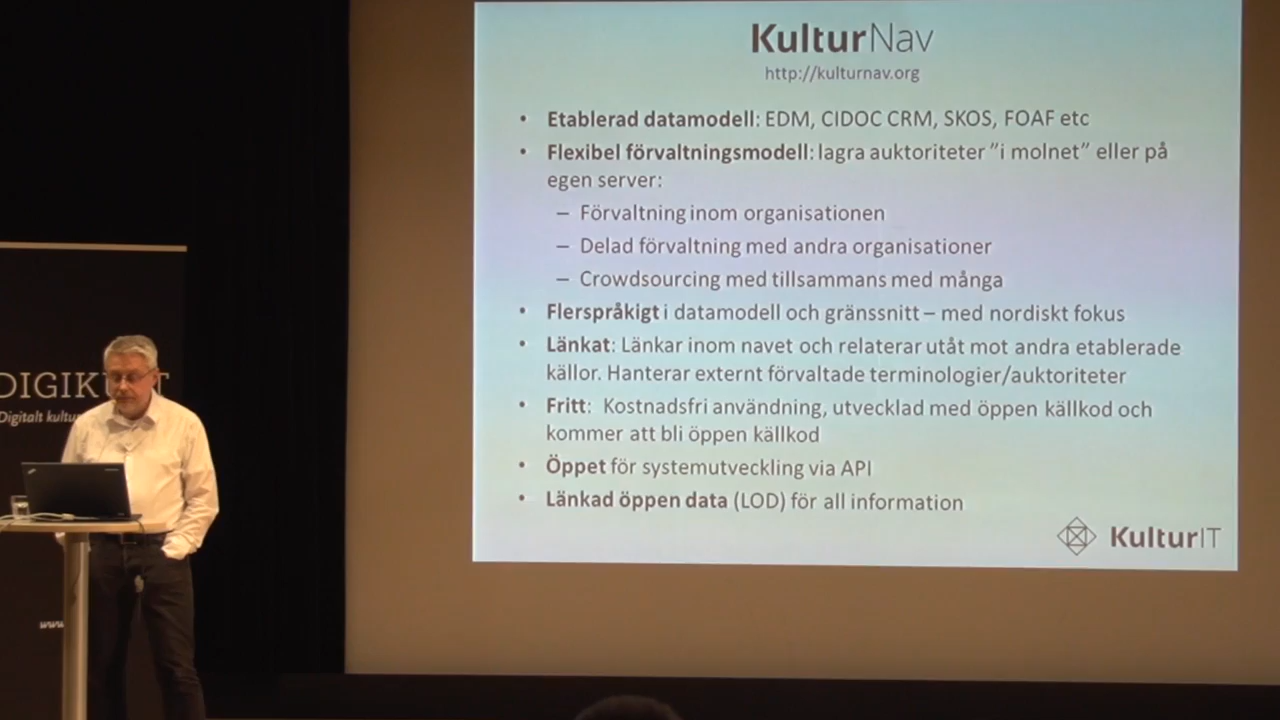 KulturNav
http://kulturnav.org
• Etablerad datamodell: EDM, CIDOC CRM, SKOS, FOAF etc
• Flexibel förvaltningsmodell: lagra auktoriteter ”i molnet” eller på
egen server:
– Förvaltning inom organisationen
– Delad förvaltning med andra organisationer
– Crowdsourcing med tillsammans med många
• Flerspråkigt i datamodell och gränssnitt – med nordiskt fokus
• Länkat: Länkar inom navet och relaterar utåt mot andra etablerade
källor. Hanterar externt förvaltade terminologier/auktoriteter
• Fritt: Kostnadsfri användning, utvecklad med öppen källkod och
kommer att bli öppen källkod
• Öppet för systemutveckling via API
• Länkad öppen data (LOD) för all information
KulturIT
Digitalt
www